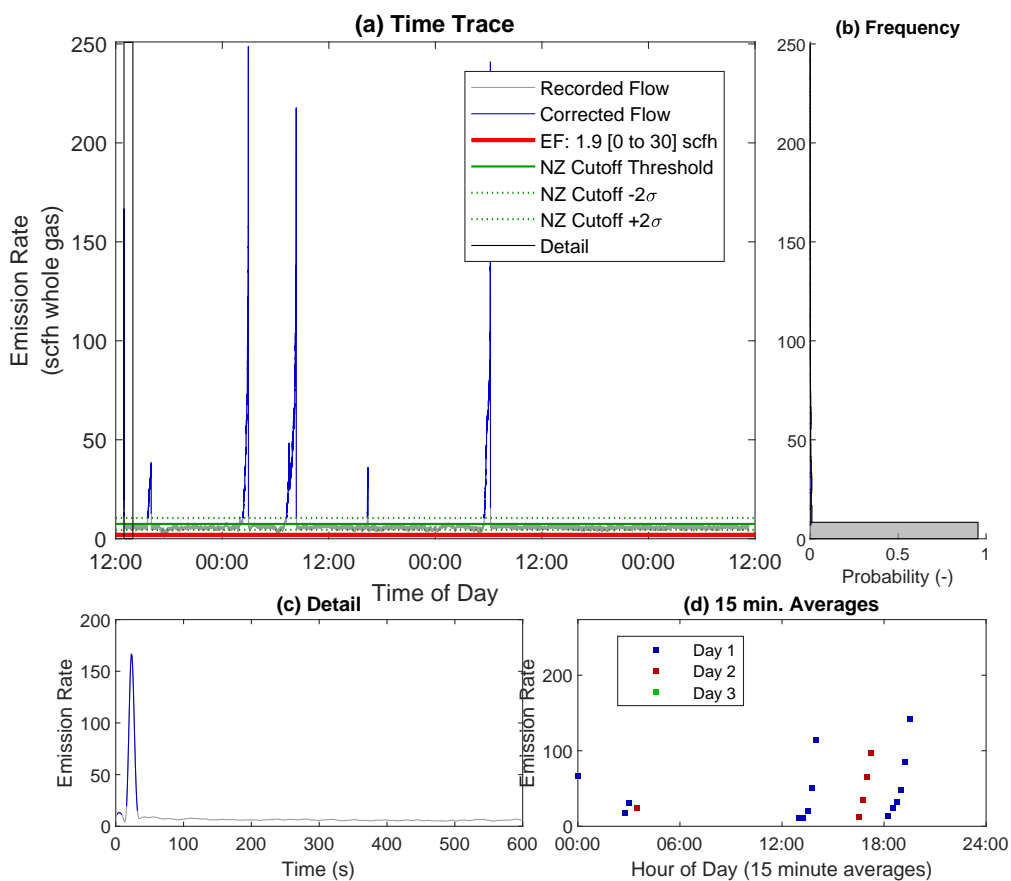 (a) Time Trace
(b) Frequency
Emission Rate
(scfh whole gas)
250
200
150
100
50
0
Recorded Flow
Corrected Flow
EF: 1.9 [0 to 30] scfh
NZ Cutoff Threshold
NZ Cutoff -2σ
NZ Cutoff +2σ
Detail
12:00 00:00 12:00 00:00 12:00 00:00 12:00
Time of Day
250
200
150
100
50
0
0 0.5 1
Probability (-)
(c) Detail
(d) 15 min. Averages
Emission Rate
200
150
100
50
0
0 100 200 300 400 500 600
Time (s)
Emission Rate
200
100
0
Day 1
Day 2
Day 3
00:00 06:00 12:00 18:00 24:00
Hour of Day (15 minute averages)